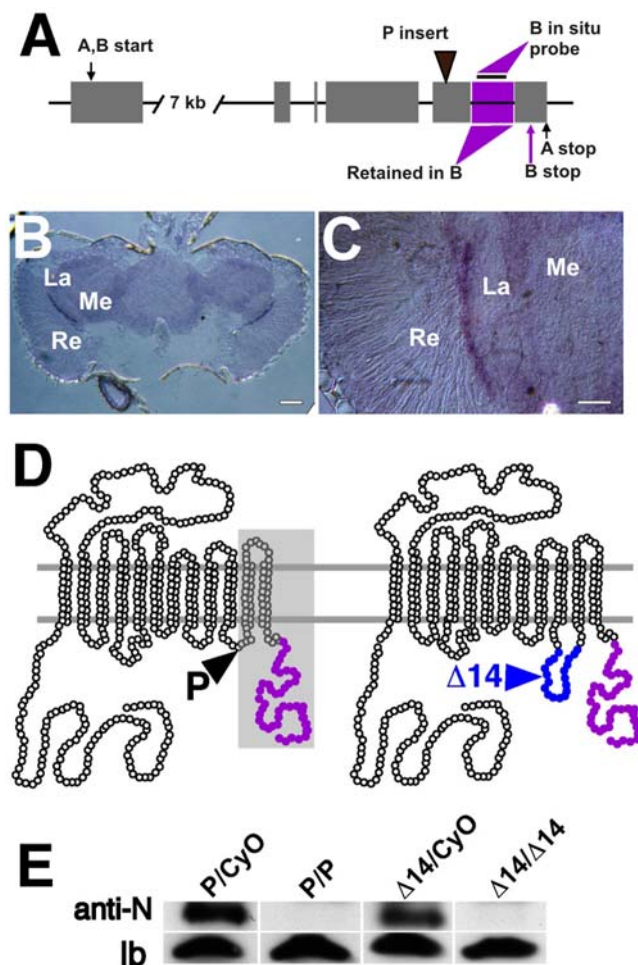 A
A,B start
P insert
B in situ
probe
7 kb
Retained in B
A stop
B stop
B
La
Me
Re
C
La
Me
Re
D
P
Δ14
E
P/CyO
P/P
Δ14/CyO
Δ14/Δ14
anti-N
lb